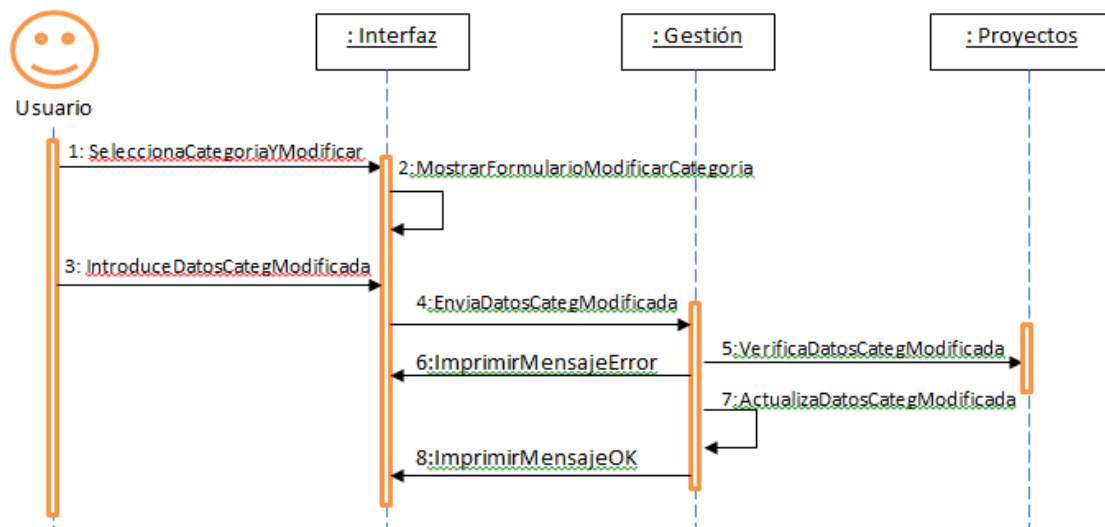 : Interfaz
: Gestión
: Proyectos
Usuario
1: SeleccionaCategoriaYModificar
2:MostrarFormularioModificarCategoria
3: IntroduceDatosCategModificada
4:EnviaDatosCategModificada
5:VerificaDatosCategModificada
6:ImprimirMensajeError
7:ActualizaDatosCategModificada
8:ImprimirMensajeOK